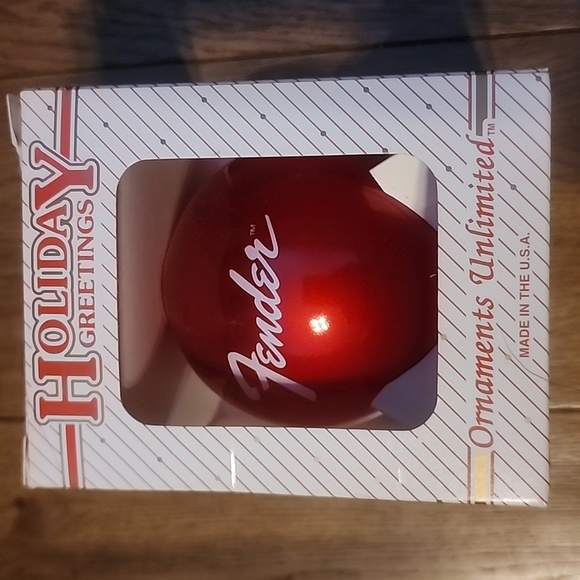 HOLIDAY
GREETINGS
Fender™
Ornaments Unlimited™
MADE IN THE U.S.A.